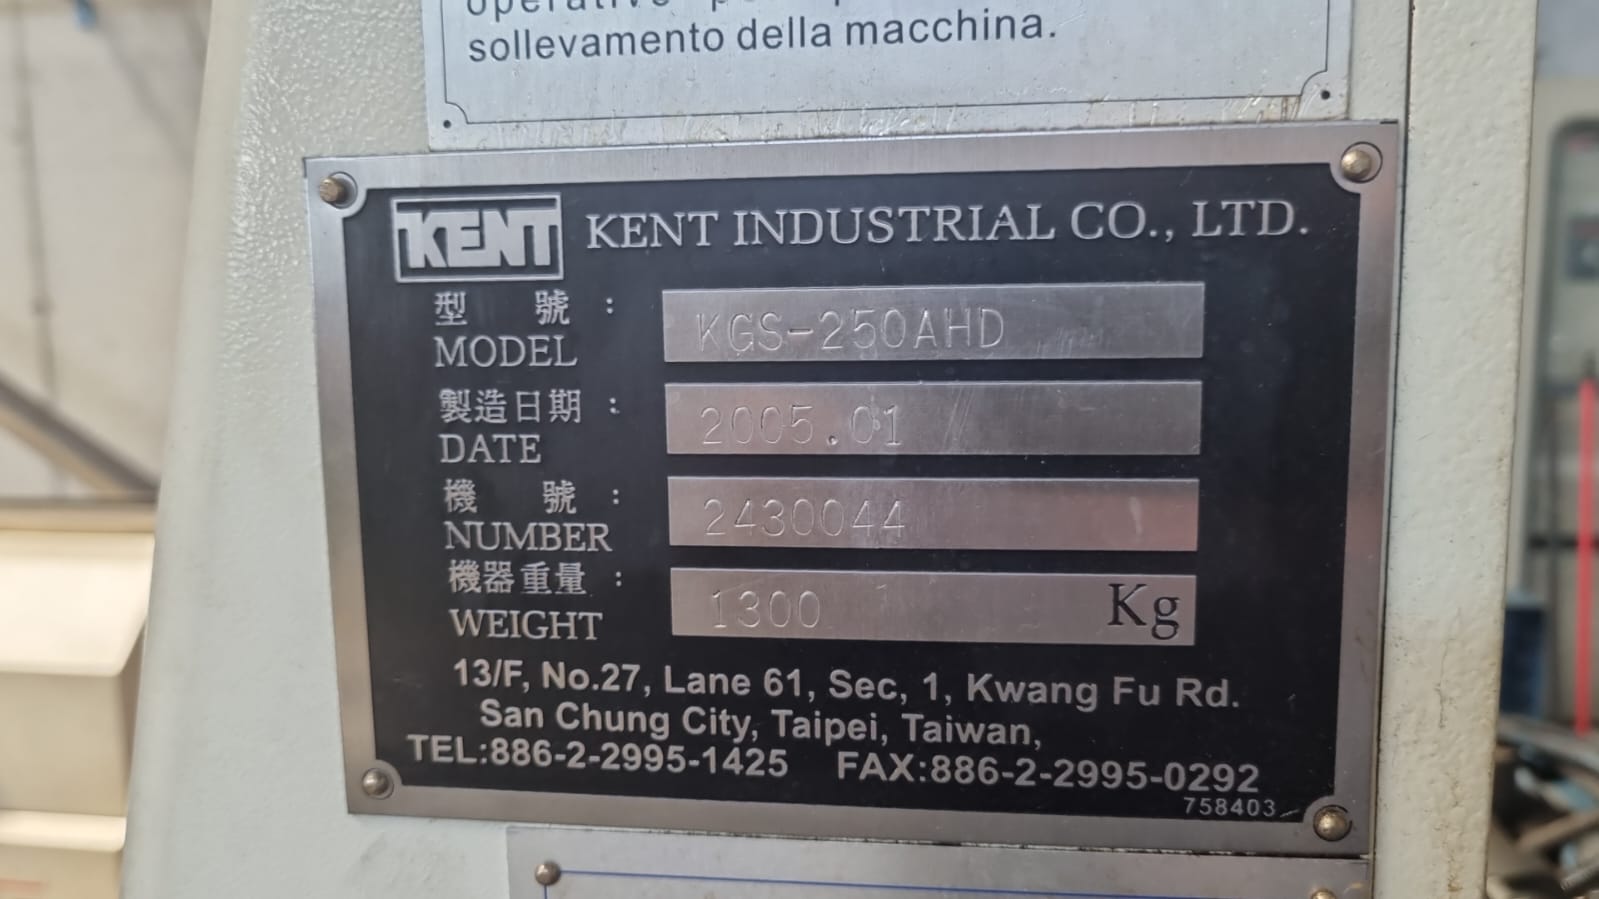 sollevamento della macchina.
KENT KENT INDUSTRIAL CO., LTD.
型 號 :
MODEL KGS-250AHD
製造日期 :
DATE 2005.01
機 號 :
NUMBER 2430044
機器重量 :
WEIGHT 1300 Kg
13/F, No.27, Lane 61, Sec, 1, Kwang Fu Rd.
San Chung City, Taipei, Taiwan,
TEL:886-2-2995-1425 FAX:886-2-2995-0292
758403